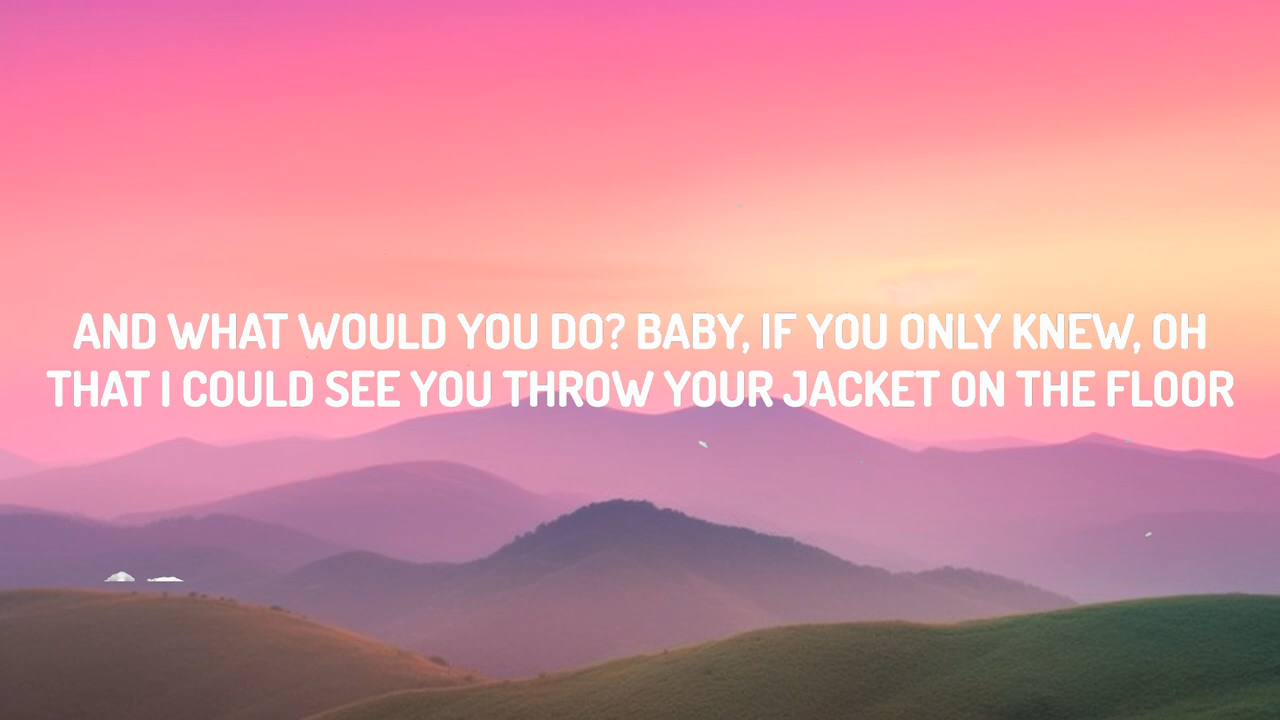 AND WHAT WOULD YOU DO? BABY, IF YOU ONLY KNEW, OH
THAT I COULD SEE YOU THROW YOUR JACKET ON THE FLOOR